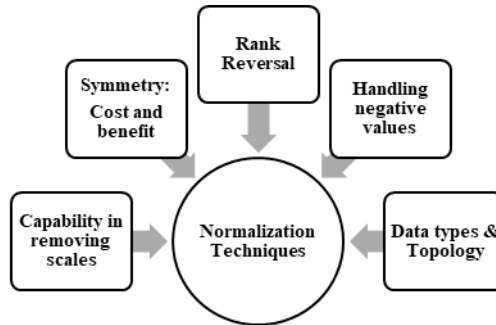 Rank
Reversal
Symmetry:
Cost and
benefit
Handling
negative
values
Capability in
removing
scales
Normalization
Techniques
Data types &
Topology